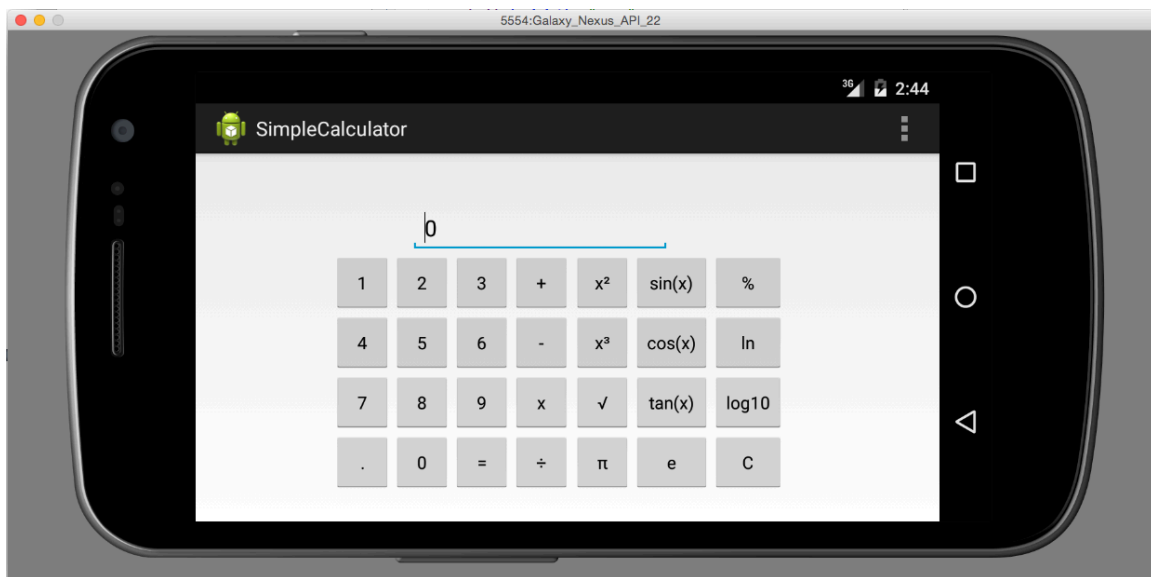 5554:Galaxy_Nexus_API_22
3G 2:44
SimpleCalculator
0
1 2 3 + x² sin(x) %
4 5 6 - x³ cos(x) ln
7 8 9 x √ tan(x) log10
. 0 = ÷ π e C